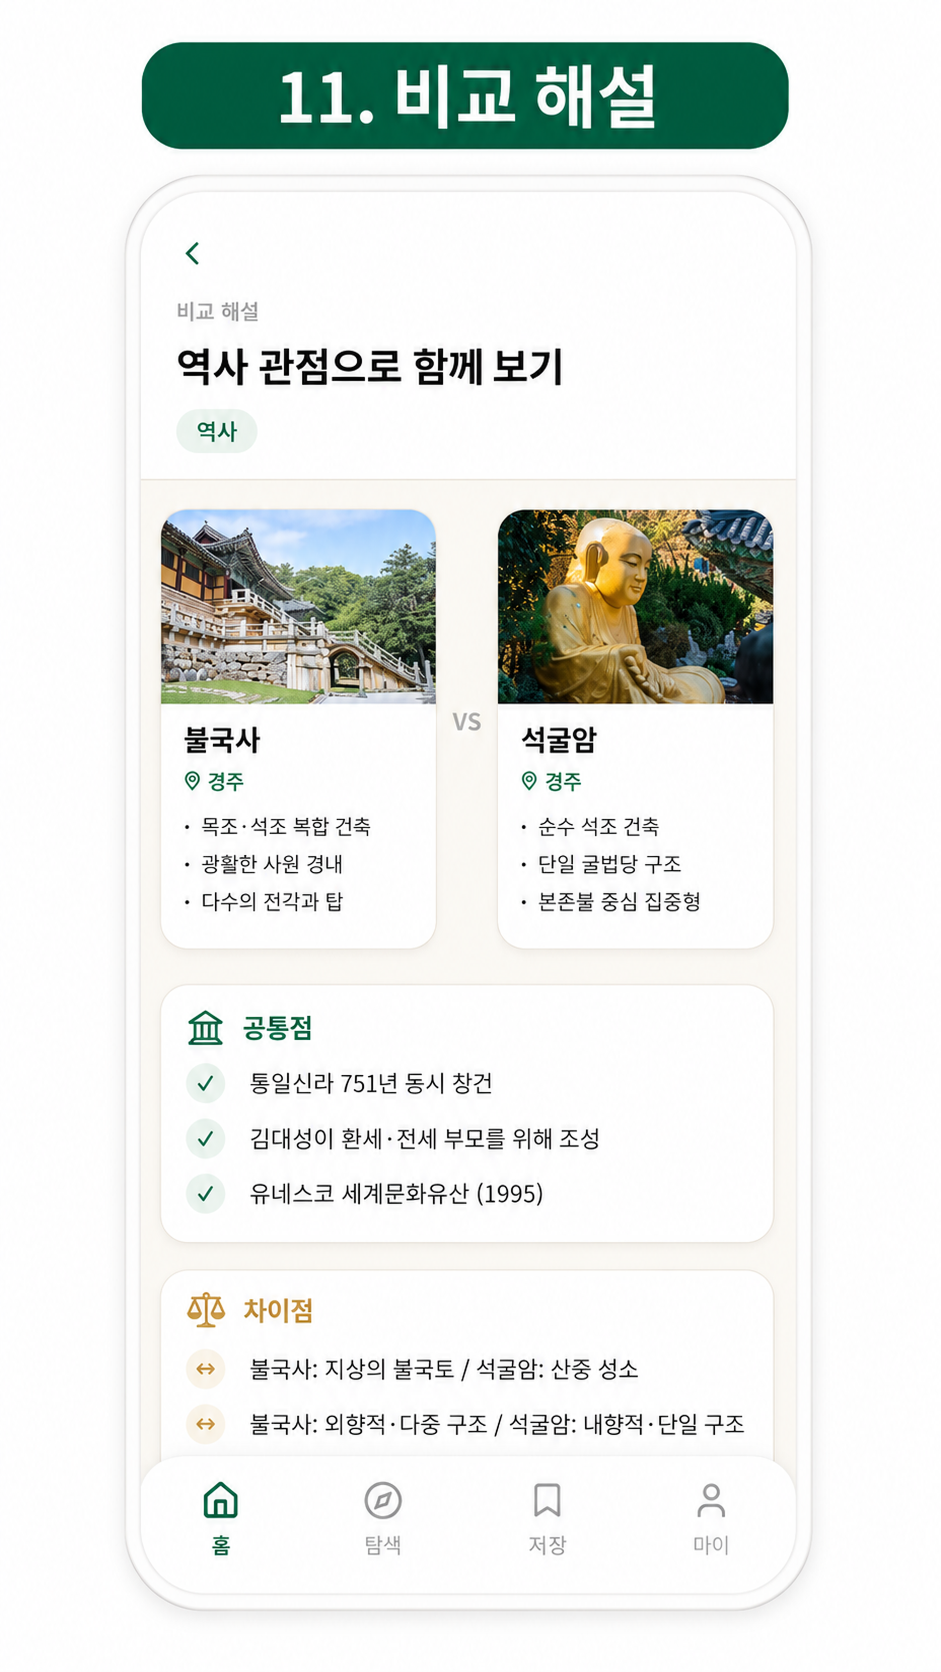 11. 비교 해설
비교 해설
역사 관점으로 함께 보기
역사
불국사
경주
• 목조·석조 복합 건축
• 광활한 사원 경내
• 다수의 전각과 탑
VS
석굴암
경주
• 순수 석조 건축
• 단일 굴법당 구조
• 본존불 중심 집중형
공통점
통일신라 751년 동시 창건
김대성이 환세·전세 부모를 위해 조성
유네스코 세계문화유산 (1995)
차이점
불국사: 지상의 불국토 / 석굴암: 산중 성소
불국사: 외향적·다중 구조 / 석굴암: 내향적·단일 구조
홈
탐색
저장
마이